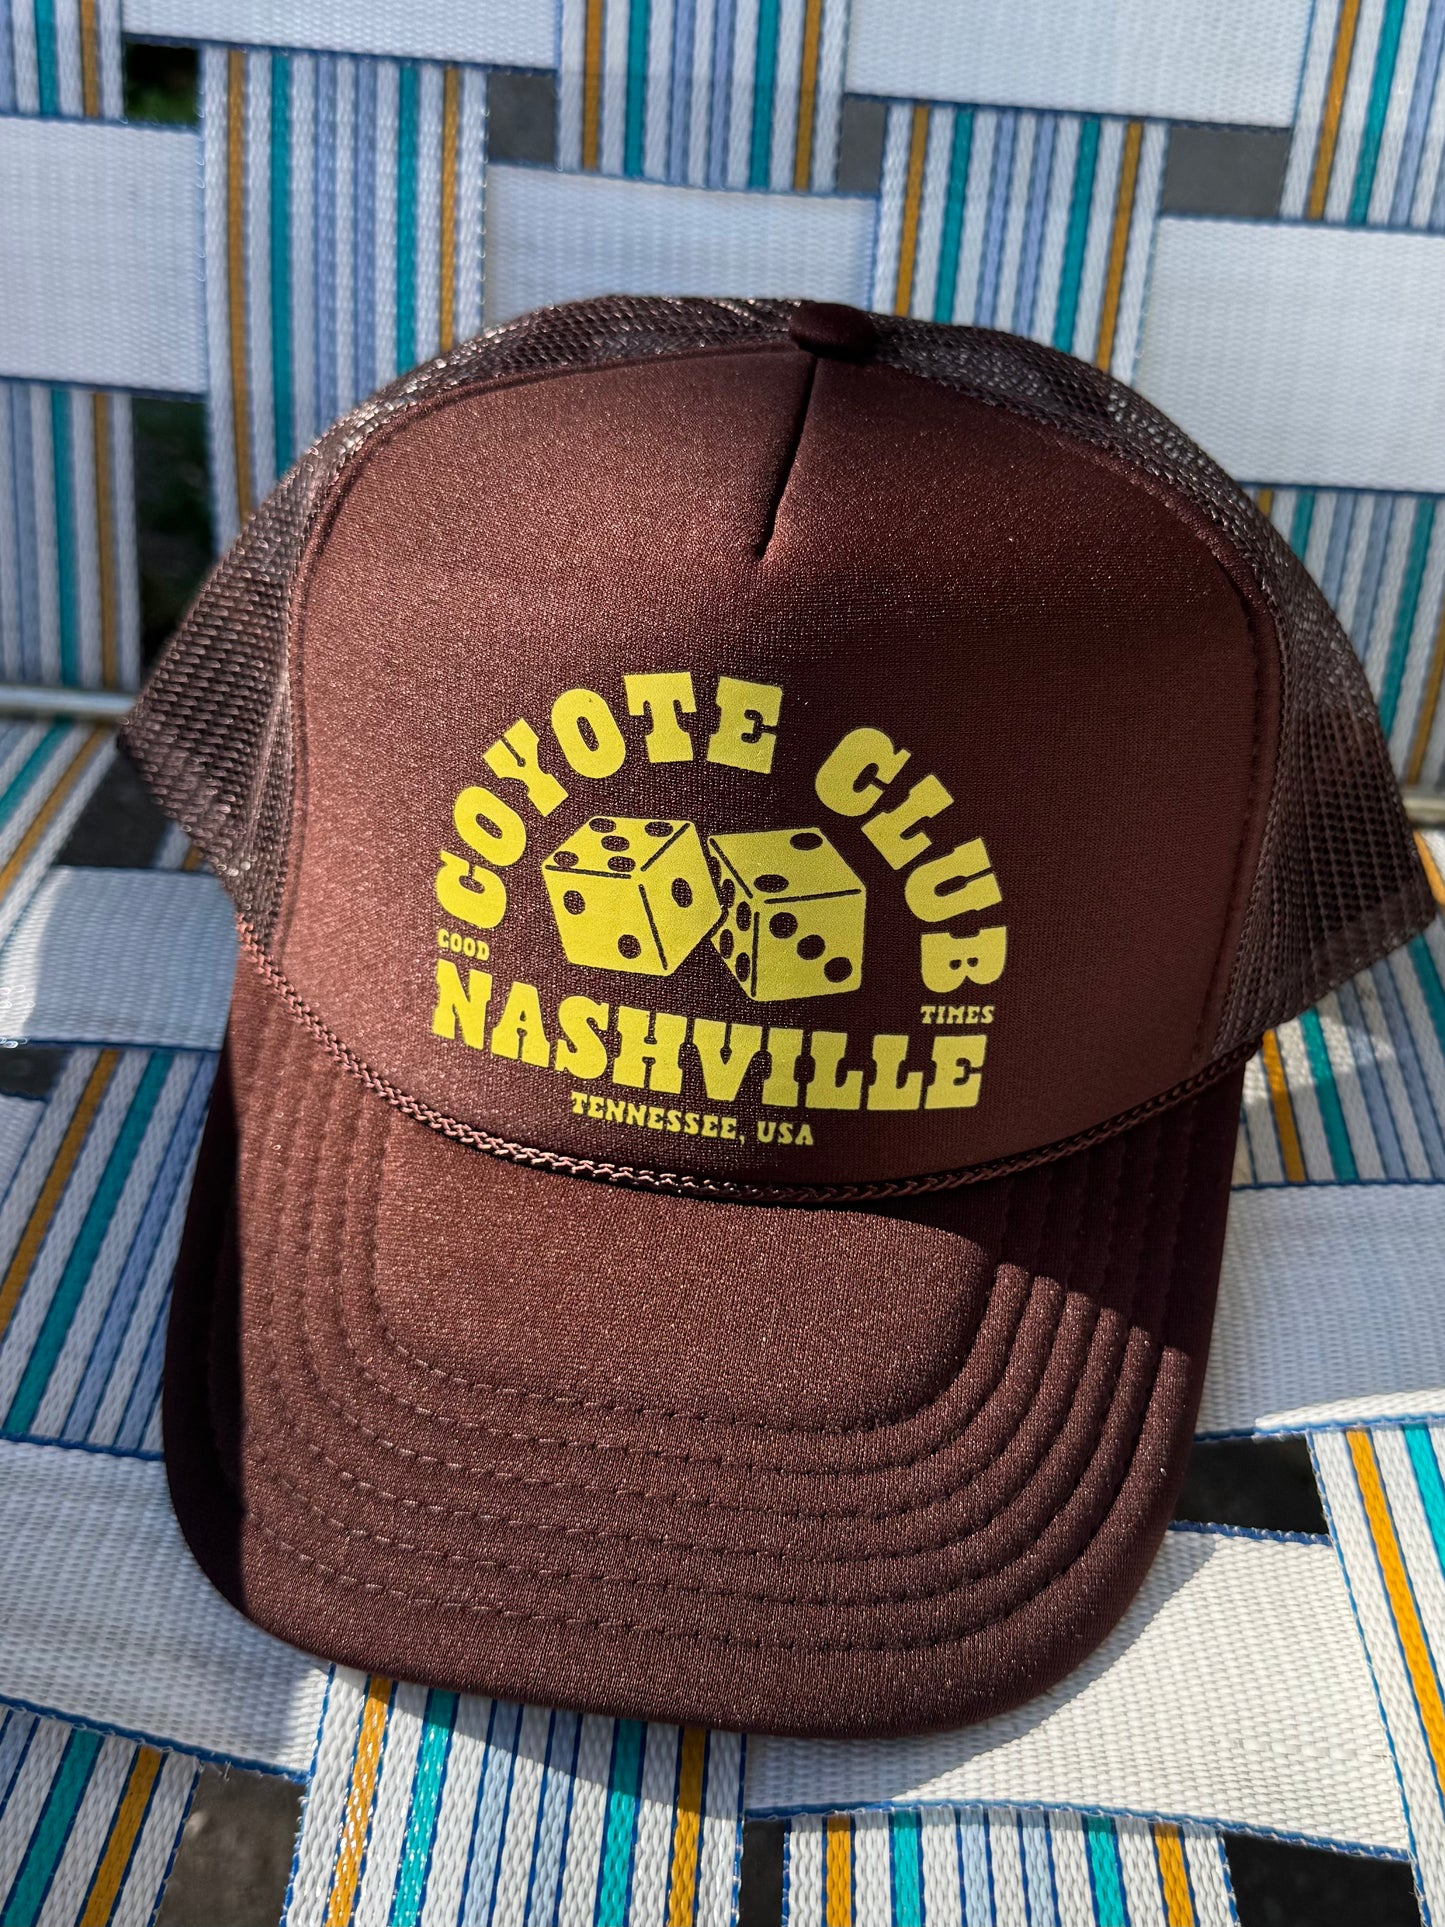 COYOTE CLUB
GOOD
TIMES
NASHVILLE
TENNESSEE, USA